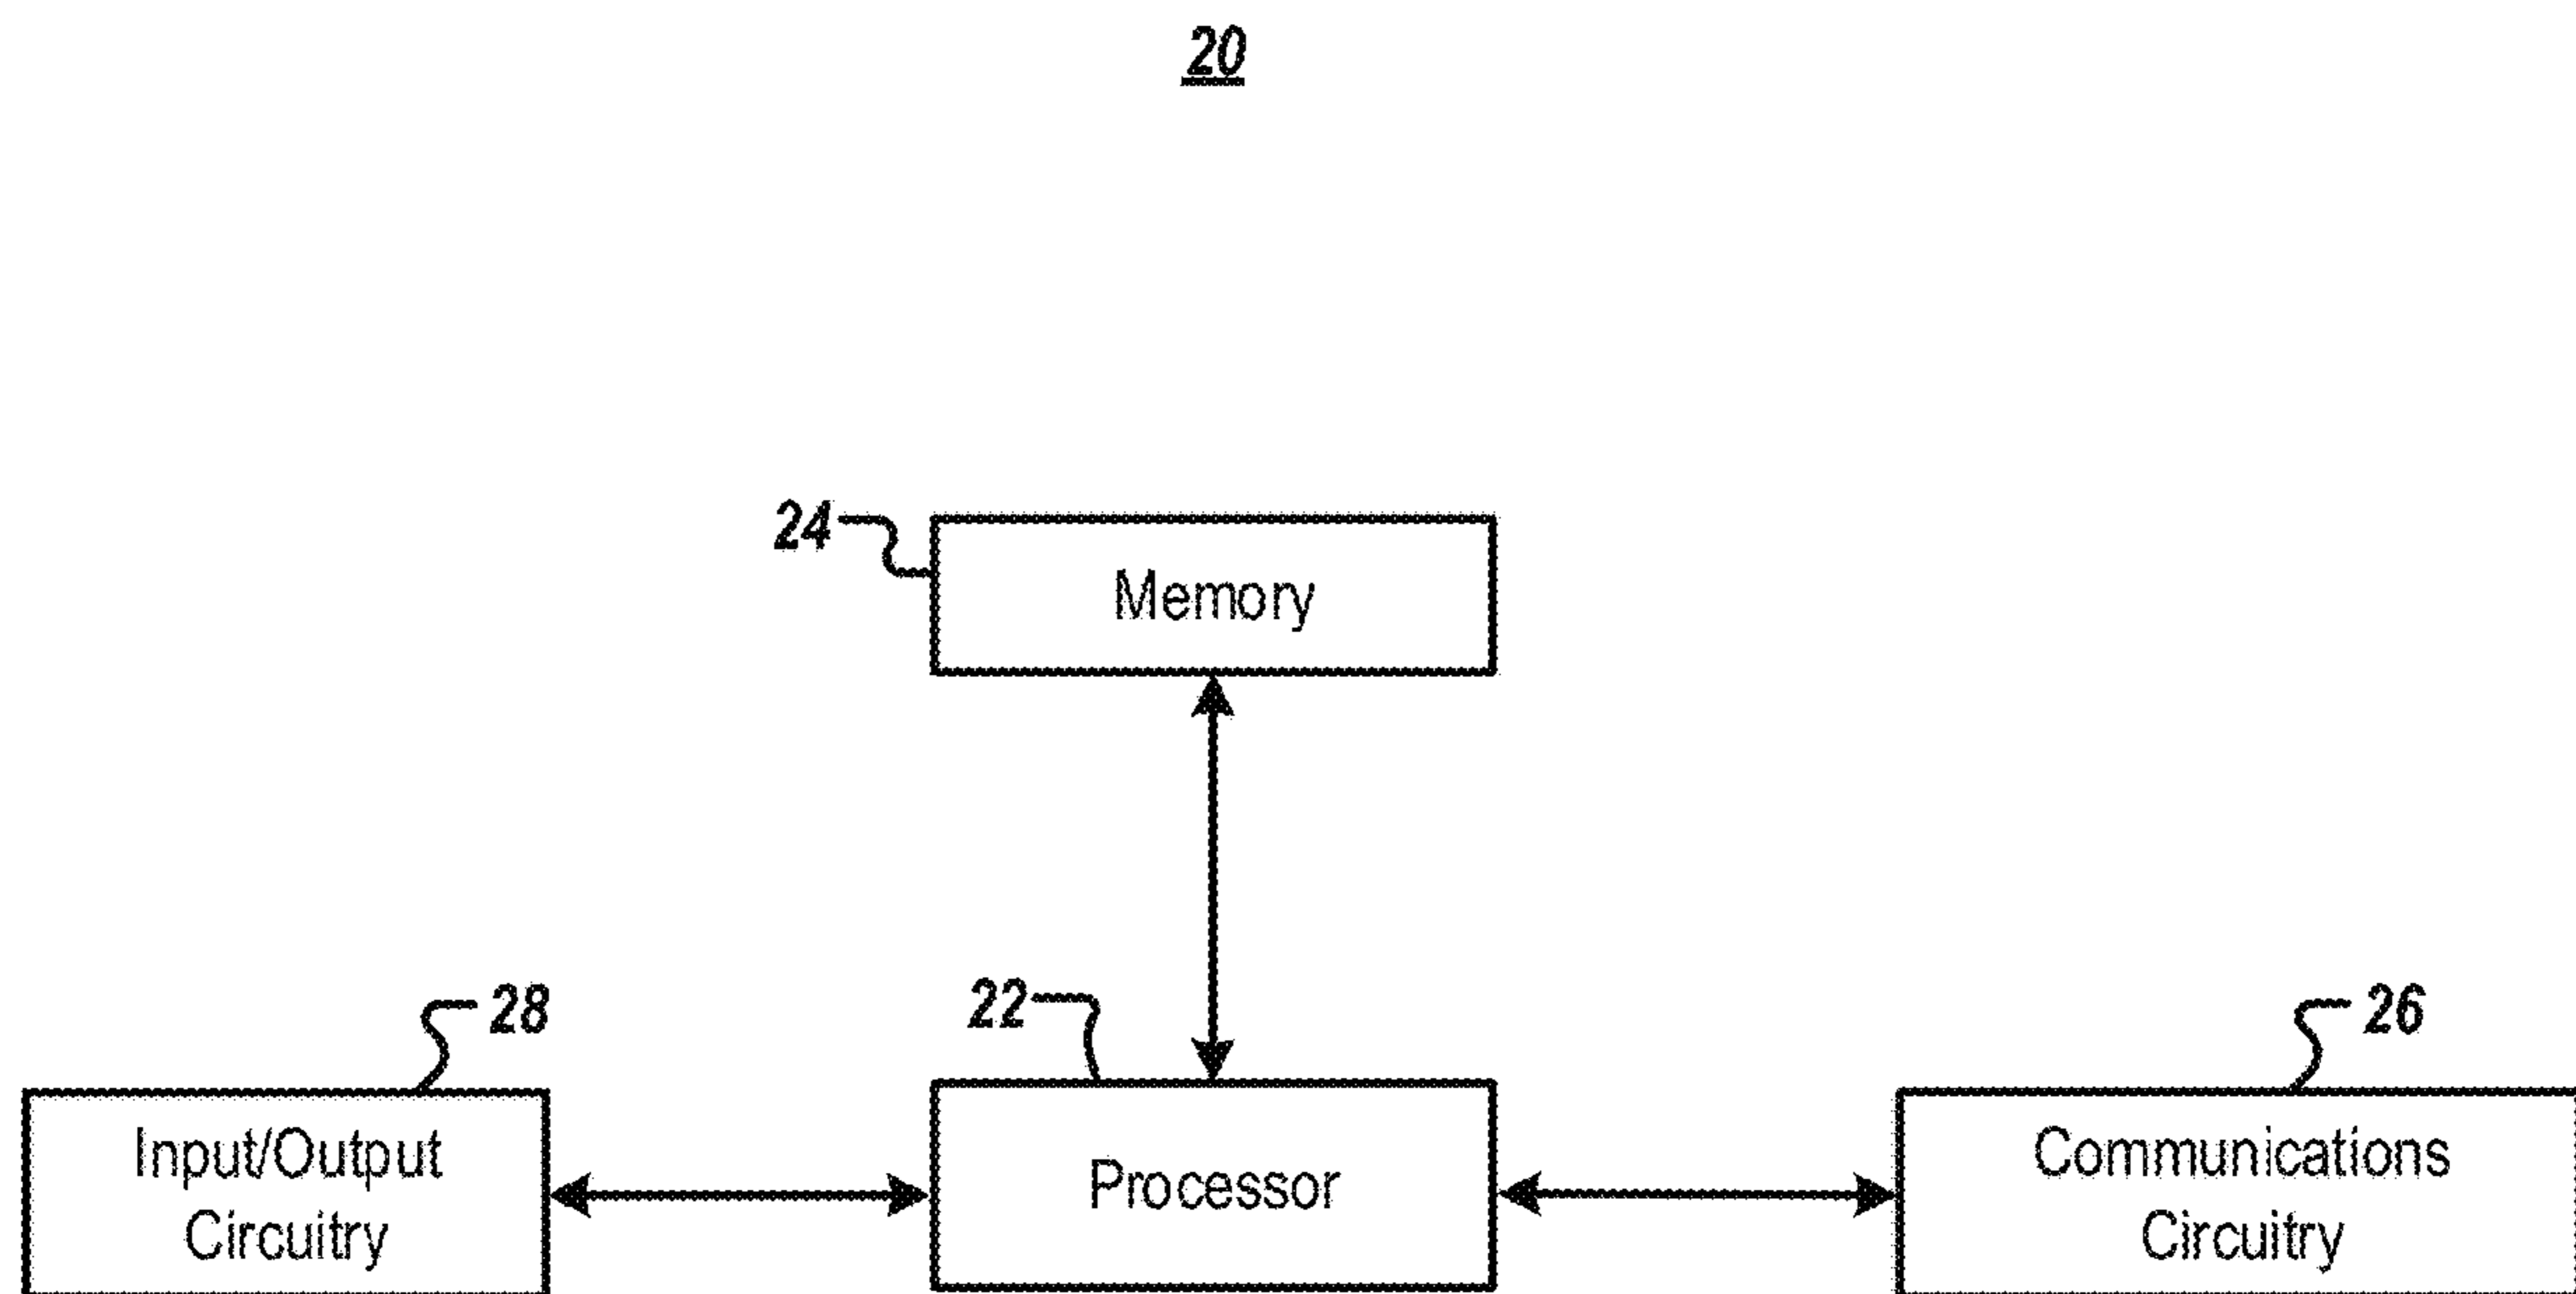 20
24
Memory
28
22
26
Input/Output
Circuitry
Processor
Communications
Circuitry